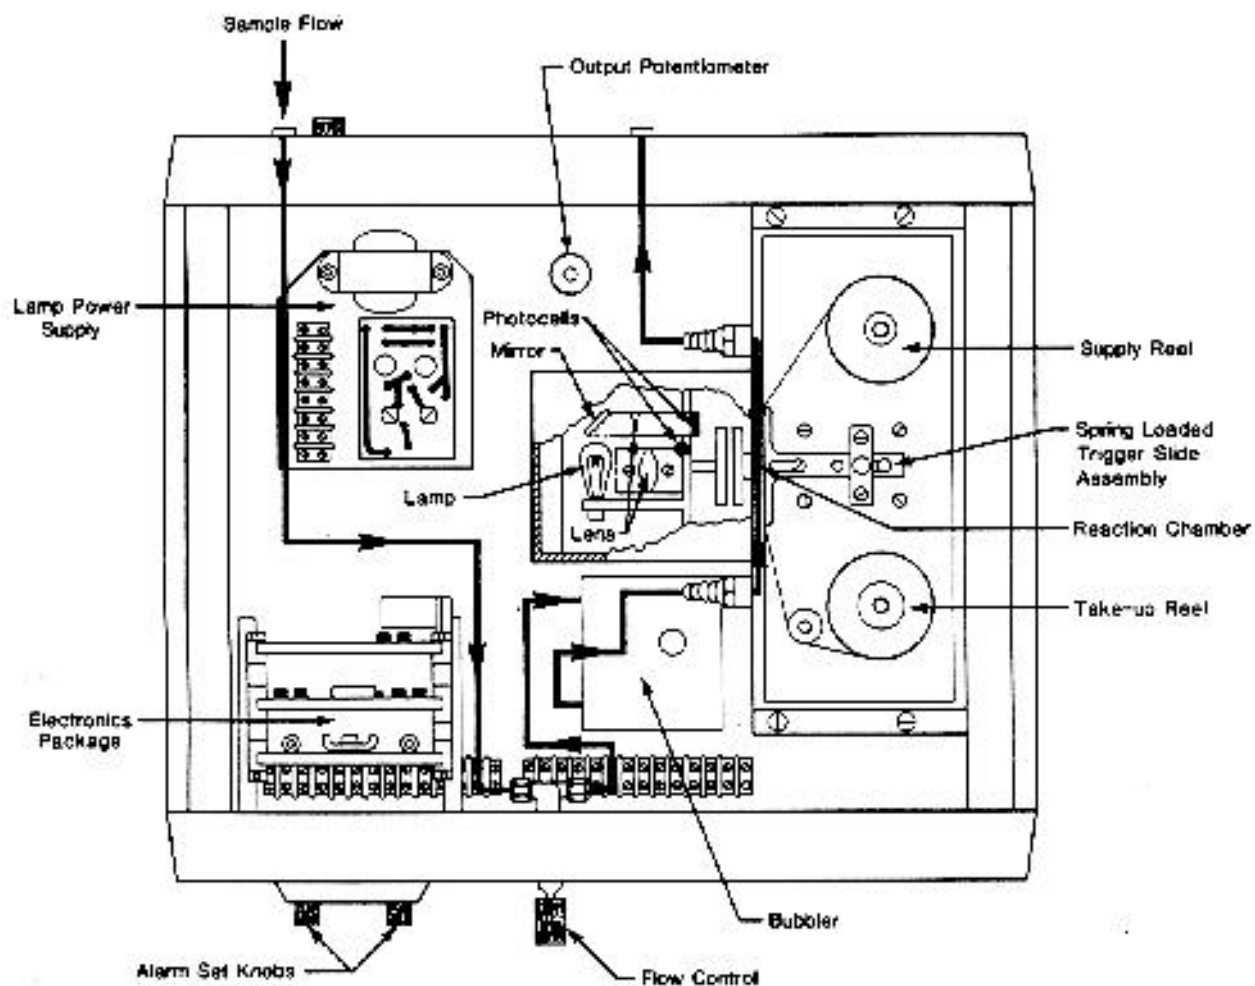 Sample Flow
Output Potentiometer
Lamp Power
Supply
Photocells
Mirror
Supply Reel
Spring Loaded
Trigger Slide
Assembly
Lamp
Lens
Reaction Chamber
Take-up Reel
Electronics
Package
Bubbler
Alarm Set Knobs
Flow Control